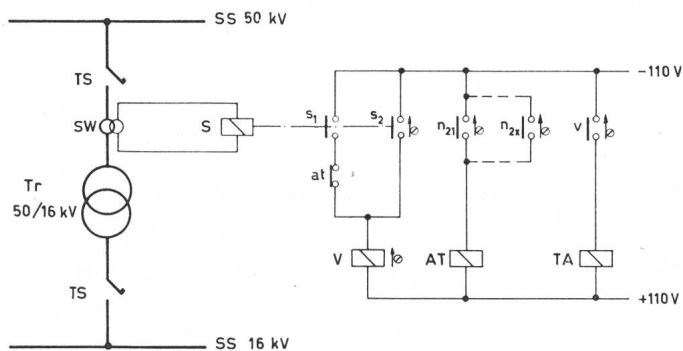 SS 50 kV
TS
-110 V
SW
S
s1
s2
n21
n2x
v
at
Tr
50/16 kV
V
AT
TA
TS
+110 V
SS 16 kV